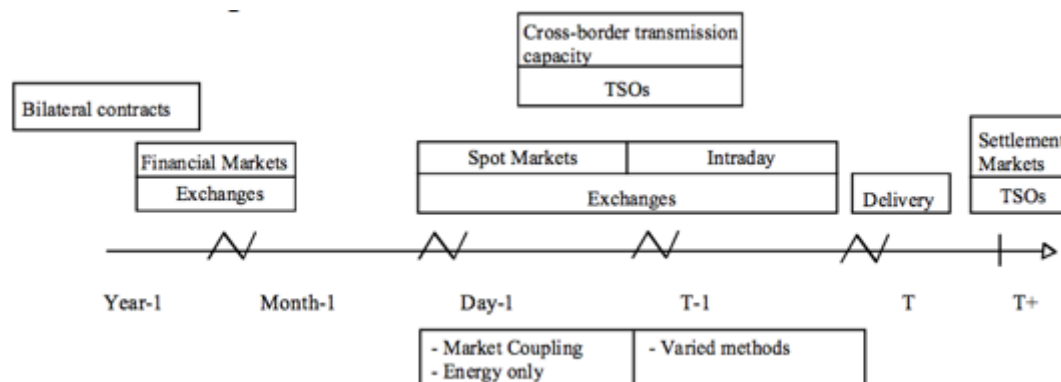 Cross-border transmission
capacity
TSOs
Bilateral contracts
Financial Markets
Exchanges
Spot Markets
Intraday
Exchanges
Delivery
Settlement
Markets
TSOs
Year-1
Month-1
Day-1
T-1
T
T+
- Market Coupling
- Energy only
- Varied methods